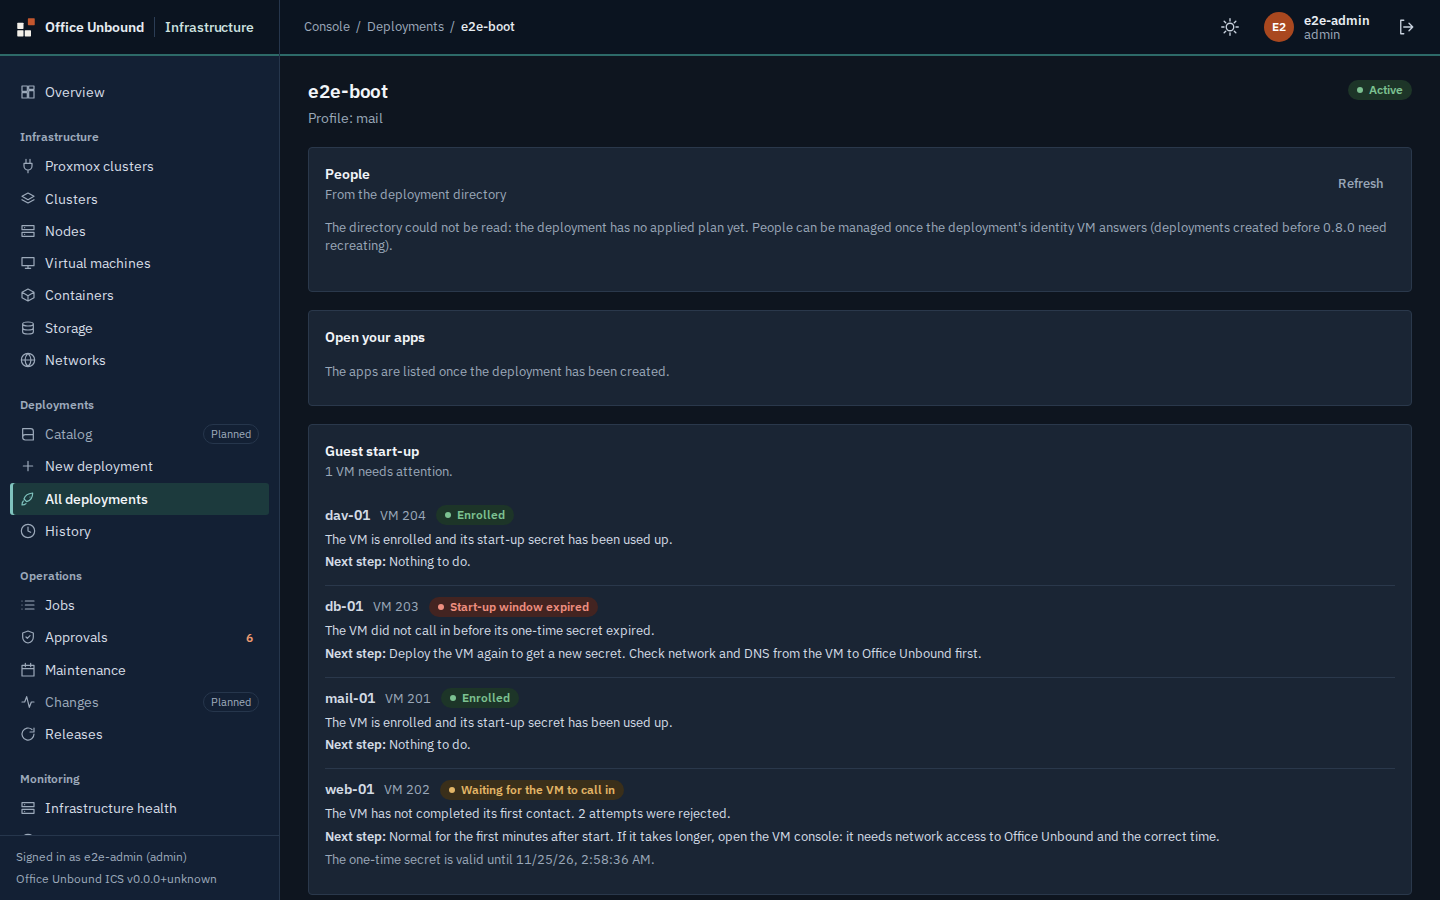 Office Unbound
Infrastructure
Console / Deployments / e2e-boot
E2
e2e-admin
admin
Overview
Infrastructure
Proxmox clusters
Clusters
Nodes
Virtual machines
Containers
Storage
Networks
Deployments
Catalog
Planned
New deployment
All deployments
History
Operations
Jobs
Approvals
6
Maintenance
Changes
Planned
Releases
Monitoring
Infrastructure health
Signed in as e2e-admin (admin)
Office Unbound ICS v0.0.0+unknown
e2e-boot
Active
Profile: mail
People
From the deployment directory
Refresh
The directory could not be read: the deployment has no applied plan yet. People can be managed once the deployment's identity VM answers (deployments created before 0.8.0 need
recreating).
Open your apps
The apps are listed once the deployment has been created.
Guest start-up
1 VM needs attention.
dav-01 VM 204 Enrolled
The VM is enrolled and its start-up secret has been used up.
Next step: Nothing to do.
db-01 VM 203 Start-up window expired
The VM did not call in before its one-time secret expired.
Next step: Deploy the VM again to get a new secret. Check network and DNS from the VM to Office Unbound first.
mail-01 VM 201 Enrolled
The VM is enrolled and its start-up secret has been used up.
Next step: Nothing to do.
web-01 VM 202 Waiting for the VM to call in
The VM has not completed its first contact. 2 attempts were rejected.
Next step: Normal for the first minutes after start. If it takes longer, open the VM console: it needs network access to Office Unbound and the correct time.
The one-time secret is valid until 11/25/26, 2:58:36 AM.